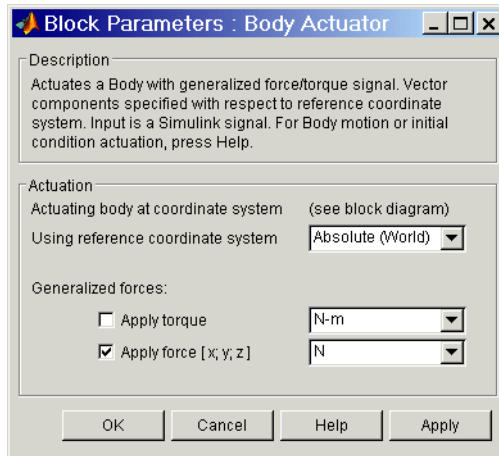 Block Parameters : Body Actuator
Description
Actuates a Body with generalized force/torque signal. Vector
components specified with respect to reference coordinate
system. Input is a Simulink signal. For Body motion or initial
condition actuation, press Help.
Actuation
Actuating body at coordinate system (see block diagram)
Using reference coordinate system Absolute (World)
Generalized forces:
Apply torque N-m
Apply force [ x; y; z ] N
OK Cancel Help Apply